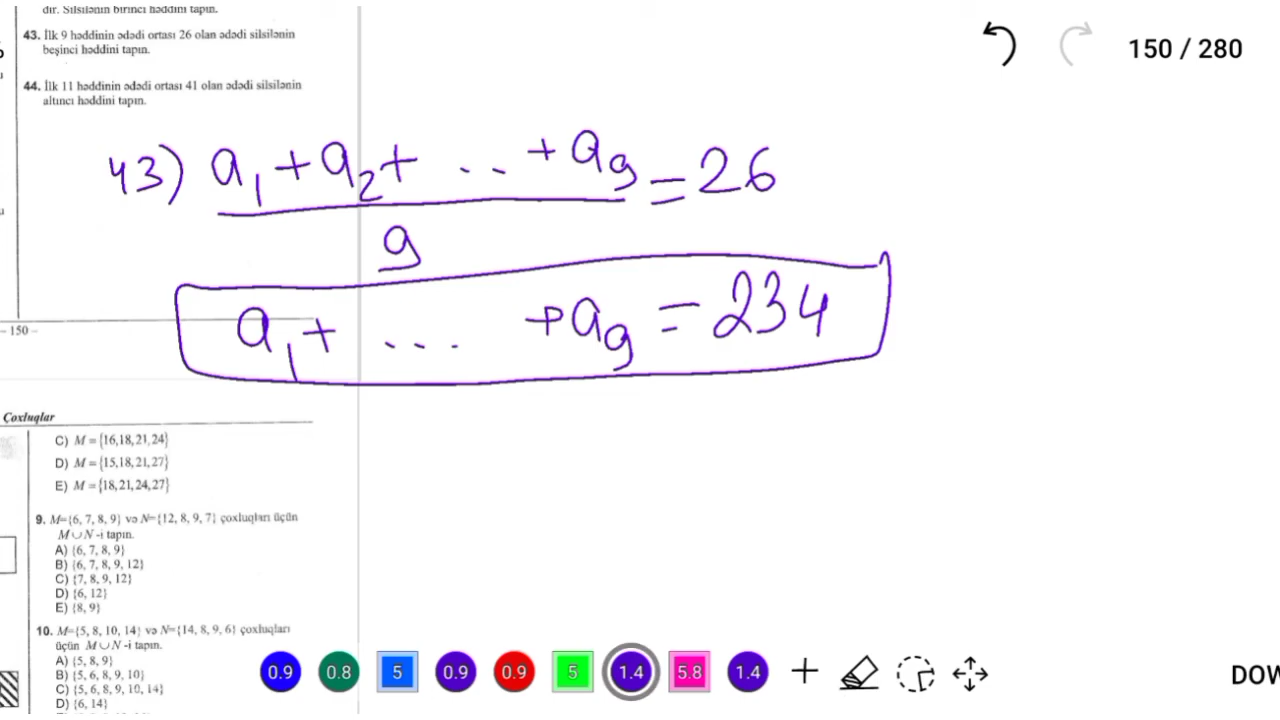 dir. Silsilənin birinci həddini tapın.
43. İlk 9 həddinin ədədi ortası 26 olan ədədi silsilənin
beşinci həddini tapın.
44. İlk 11 həddinin ədədi ortası 41 olan ədədi silsilənin
altıncı həddini tapın.
150 / 280
43) a₁ + a₂ + ... + a₉ = 26
9
a₁ + ... + a₉ = 234
– 150 –
Çoxluqlar
C) M = {16,18,21,24}
D) M = {15,18,21,27}
E) M = {18,21,24,27}
9. M={6, 7, 8, 9} və N={12, 8, 9, 7} çoxluqları üçün
M∪N -i tapın.
A) {6, 7, 8, 9}
B) {6, 7, 8, 9, 12}
C) {7, 8, 9, 12}
D) {6, 12}
E) {8, 9}
10. M={5, 8, 10, 14} və N={14, 8, 9, 6} çoxluqları
üçün M∪N -i tapın.
A) {5, 8, 9}
B) {5, 6, 8, 9, 10}
C) {5, 6, 8, 9, 10, 14}
D) {6, 14}
0.9 0.8 5 0.9 0.9 5 1.4 5.8 1.4
DOW